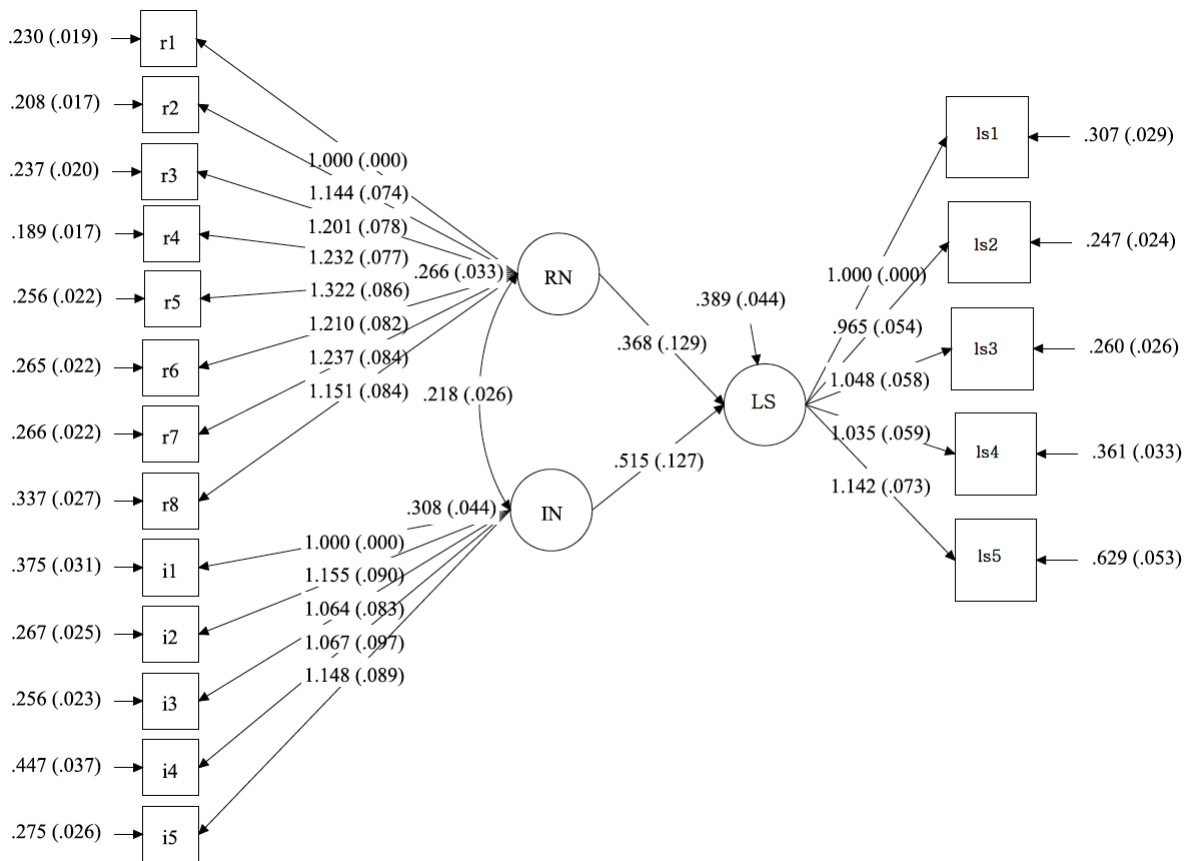 .230 (.019)
r1
.208 (.017)
r2
.237 (.020)
r3
.189 (.017)
r4
.256 (.022)
r5
.265 (.022)
r6
.266 (.022)
r7
.337 (.027)
r8
.375 (.031)
i1
.267 (.025)
i2
.256 (.023)
i3
.447 (.037)
i4
.275 (.026)
i5
1.000 (.000)
1.144 (.074)
1.201 (.078)
1.232 (.077)
1.322 (.086)
1.210 (.082)
1.237 (.084)
1.151 (.084)
1.000 (.000)
1.155 (.090)
1.064 (.083)
1.067 (.097)
1.148 (.089)
.266 (.033)
RN
.218 (.026)
.308 (.044)
IN
.368 (.129)
.515 (.127)
.389 (.044)
LS
1.000 (.000)
.965 (.054)
1.048 (.058)
1.035 (.059)
1.142 (.073)
ls1
.307 (.029)
ls2
.247 (.024)
ls3
.260 (.026)
ls4
.361 (.033)
ls5
.629 (.053)